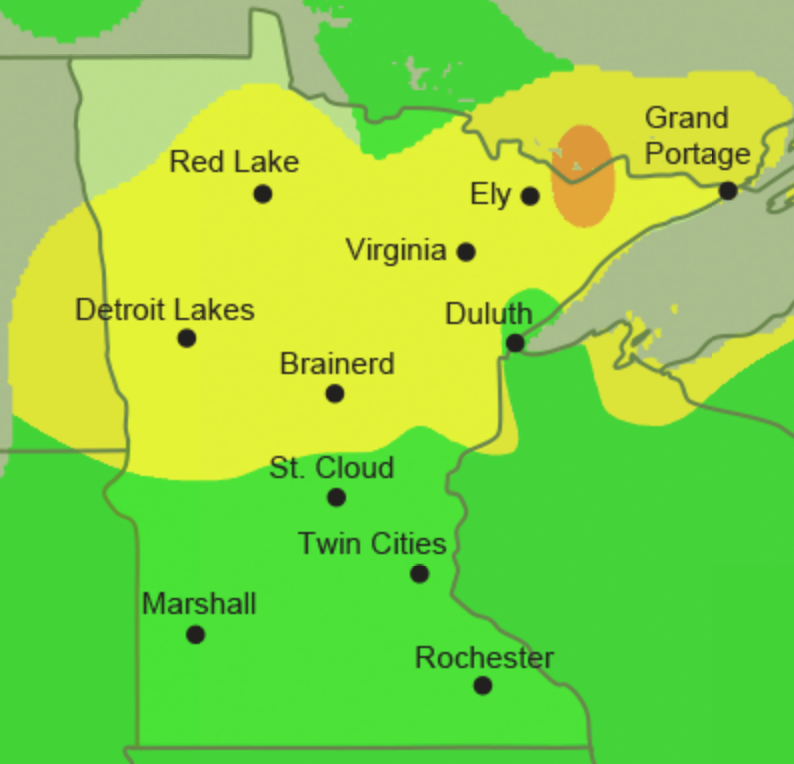 Grand
Portage
Red Lake
Ely
Virginia
Detroit Lakes
Duluth
Brainerd
St. Cloud
Twin Cities
Marshall
Rochester